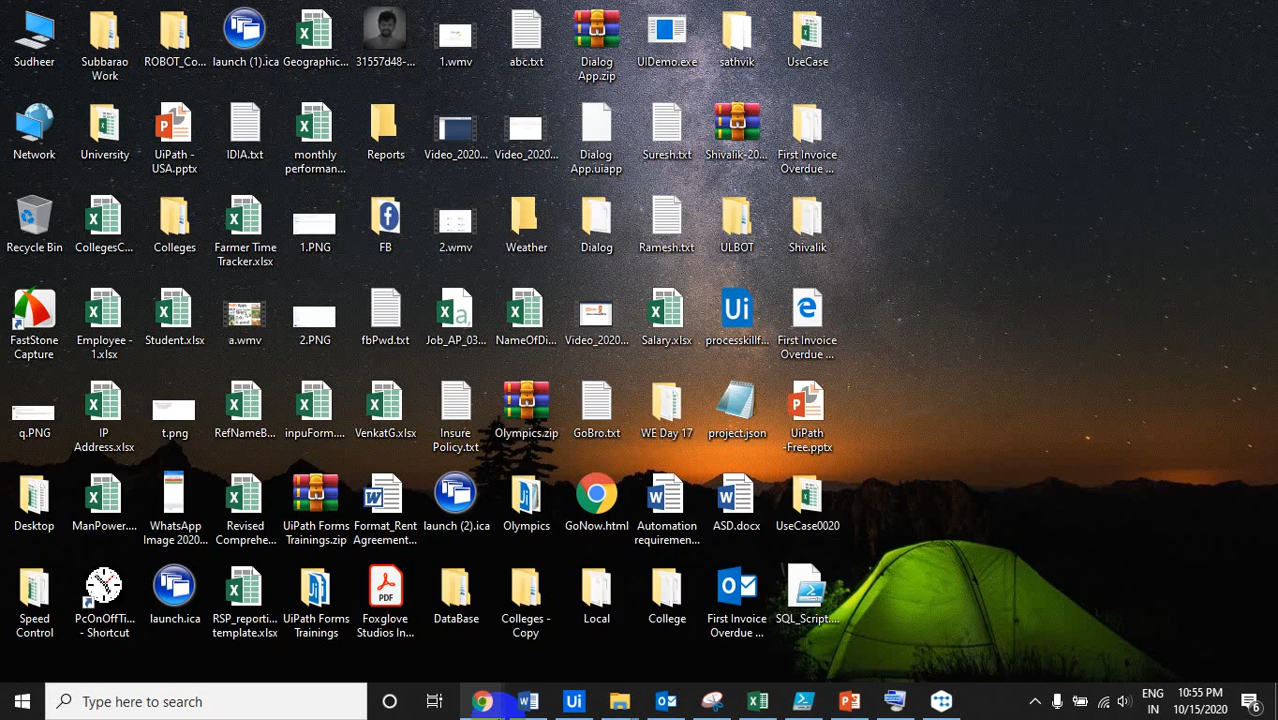 Sudheer
Subbarao
Work
ROBOT_Co...
launch (1).ica
Geographic...
31557d48-...
1.wmv
abc.txt
Dialog
App.zip
UIDemo.exe
sathvik
UseCase
Network
University
UiPath -
USA.pptx
IDIA.txt
monthly
performan...
Reports
Video_2020...
Video_2020...
Dialog
App.uiapp
Suresh.txt
Shivalik-20...
First Invoice
Overdue ...
Recycle Bin
CollegesC...
Colleges
Farmer Time
Tracker.xlsx
1.PNG
FB
2.wmv
Weather
Dialog
Ramesh.txt
ULBOT
Shivalik
FastStone
Capture
Employee -
1.xlsx
Student.xlsx
a.wmv
2.PNG
fbPwd.txt
Job_AP_03...
NameOfDi...
Video_2020...
Salary.xlsx
processkillf...
First Invoice
Overdue ...
q.PNG
IP
Address.xlsx
t.png
RefNameB...
inpuForm....
VenkatG.xlsx
Insure
Policy.txt
Olympics.zip
GoBro.txt
WE Day 17
project.json
UiPath
-Free.pptx
Desktop
ManPower....
WhatsApp
Image 2020...
Revised
Comprehe...
UiPath Forms
Trainings.zip
Format_Rent
Agreement...
launch (2).ica
Olympics
GoNow.html
Automation
requiremen...
ASD.docx
UseCase0020
Speed
Control
PcOnOffTi...
- Shortcut
launch.ica
RSP_reporti...
template.xlsx
UiPath Forms
Trainings
Foxglove
Studios In...
DataBase
Colleges -
Copy
Local
College
First Invoice
Overdue ...
SQL_Script....
Type here to search
ENG
IN
10:55 PM
10/15/2020
6